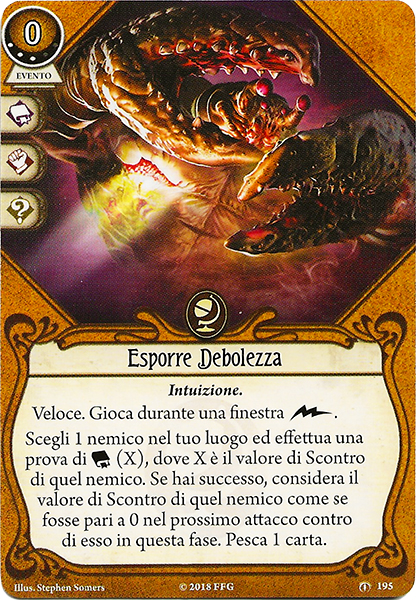 0
EVENTO
?
Esporre Debolezza
Intuizione.
Veloce. Gioca durante una finestra .
Scegli 1 nemico nel tuo luogo ed effettua una
prova di (X), dove X è il valore di Scontro
di quel nemico. Se hai successo, considera il
valore di Scontro di quel nemico come se
fosse pari a 0 nel prossimo attacco contro
di esso in questa fase. Pesca 1 carta.
Illus. Stephen Somers © 2018 FFG 195